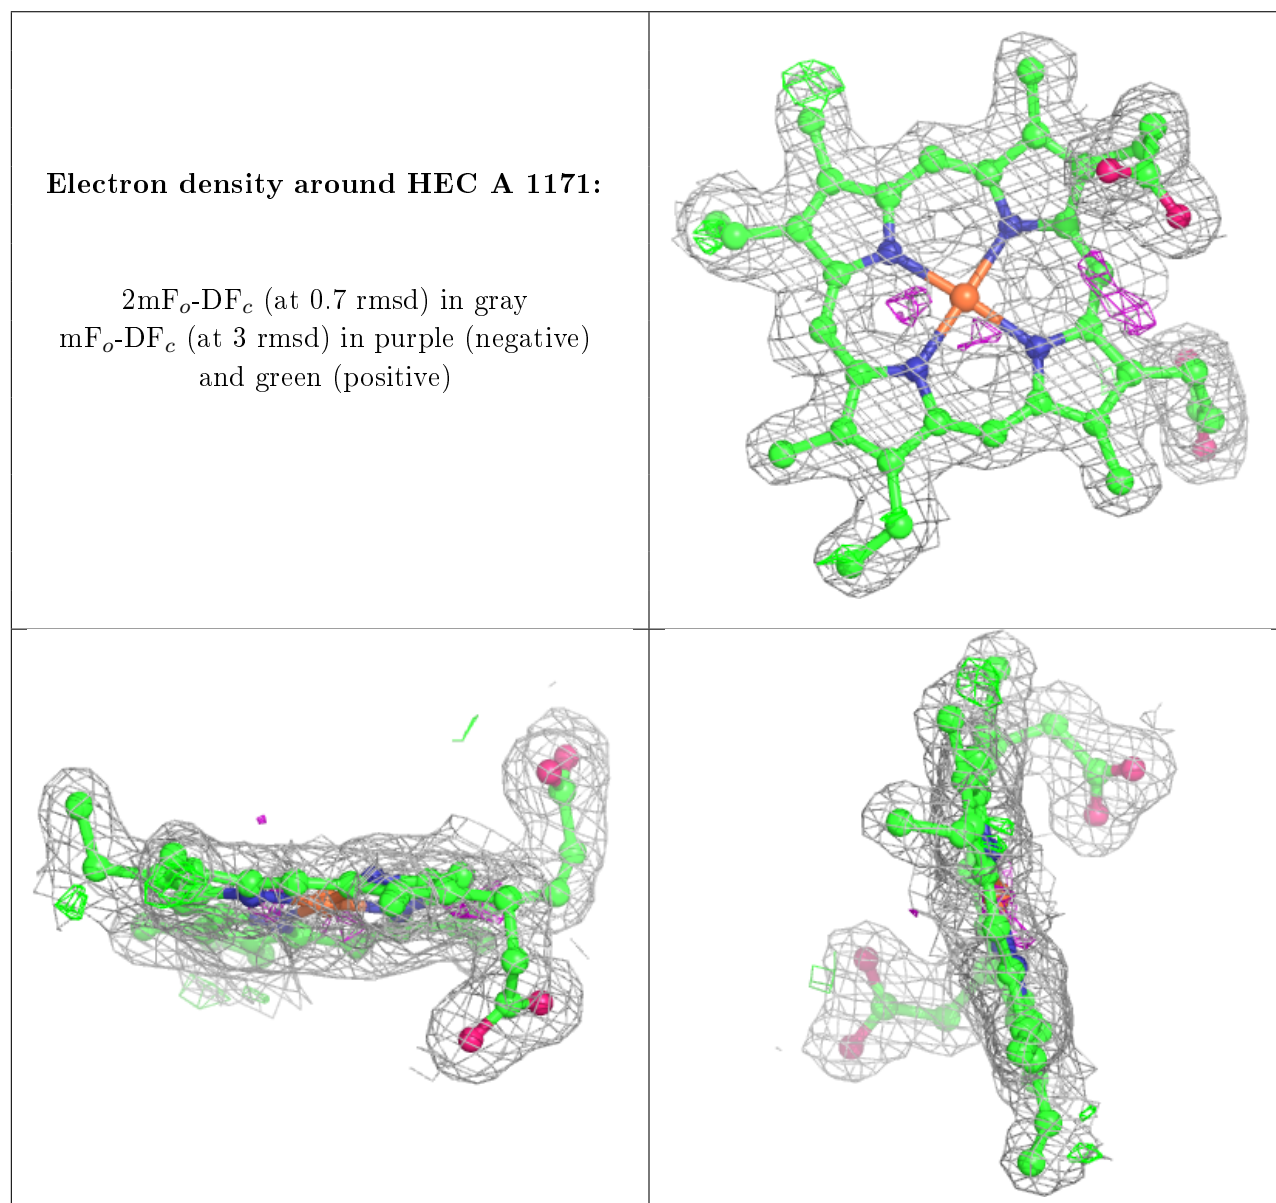 Electron density around HEC A 1171:
2mFo-DFc (at 0.7 rmsd) in gray
mFo-DFc (at 3 rmsd) in purple (negative)
and green (positive)